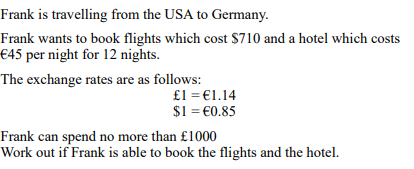 Frank is travelling from the USA to Germany.
Frank wants to book flights which cost $710 and a hotel which costs
€45 per night for 12 nights.
The exchange rates are as follows:
£1 = €1.14
$1 = €0.85
Frank can spend no more than £1000
Work out if Frank is able to book the flights and the hotel.